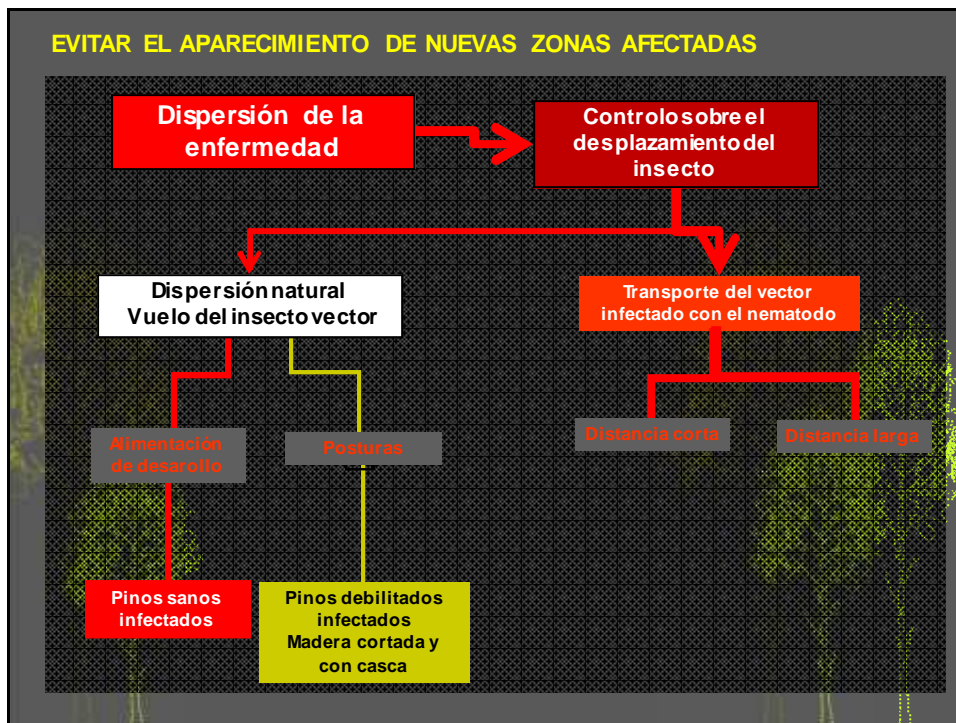 EVITAR EL APARECIMIENTO DE NUEVAS ZONAS AFECTADAS
Dispersión de la
enfermedad
Controlo sobre el
desplazamiento del
insecto
Dispersión natural
Vuelo del insecto vector
Transporte del vector
infectado con el nematodo
Alimentación
de desarollo
Posturas
Distancia corta
Distancia larga
Pinos sanos
infectados
Pinos debilitados
infectados
Madera cortada y
con casca